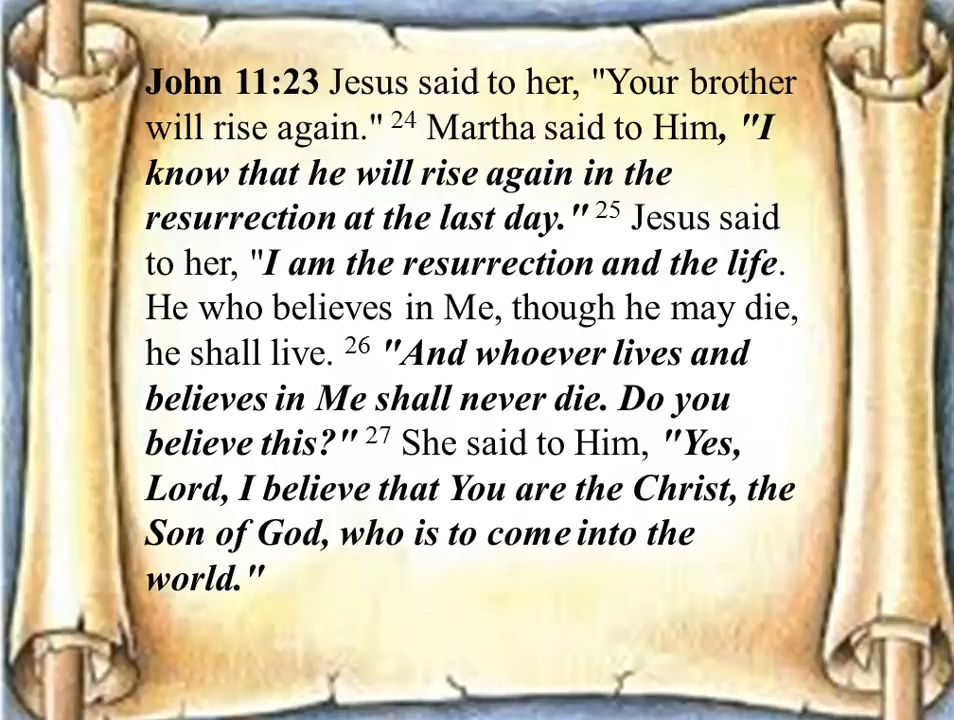 John 11:23 Jesus said to her, "Your brother
will rise again." 24 Martha said to Him, "I
know that he will rise again in the
resurrection at the last day." 25 Jesus said
to her, "I am the resurrection and the life.
He who believes in Me, though he may die,
he shall live. 26 "And whoever lives and
believes in Me shall never die. Do you
believe this?" 27 She said to Him, "Yes,
Lord, I believe that You are the Christ, the
Son of God, who is to come into the
world."